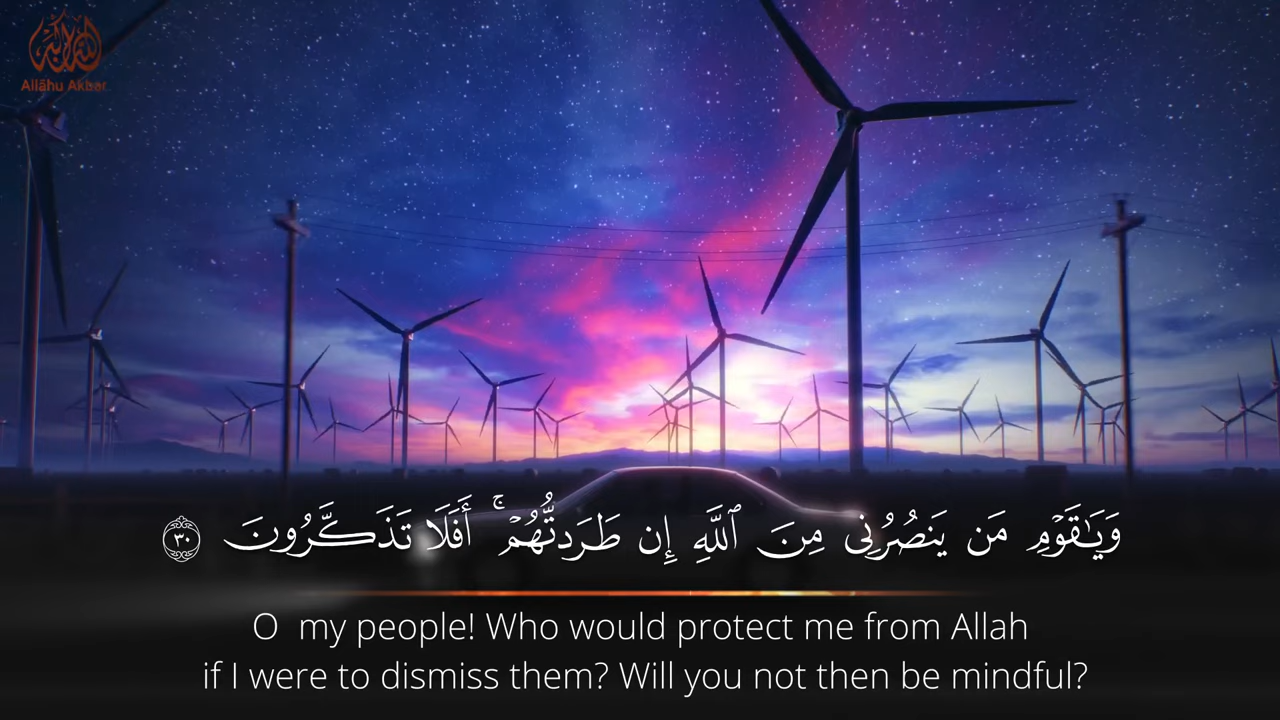 Allāhu Akbar
وَيَـٰقَوْمِ مَن يَنصُرُنِى مِنَ ٱللَّهِ إِن طَرَدتُّهُمْ ۚ أَفَلَا تَذَكَّرُونَ ٣٠
O my people! Who would protect me from Allah
if I were to dismiss them? Will you not then be mindful?